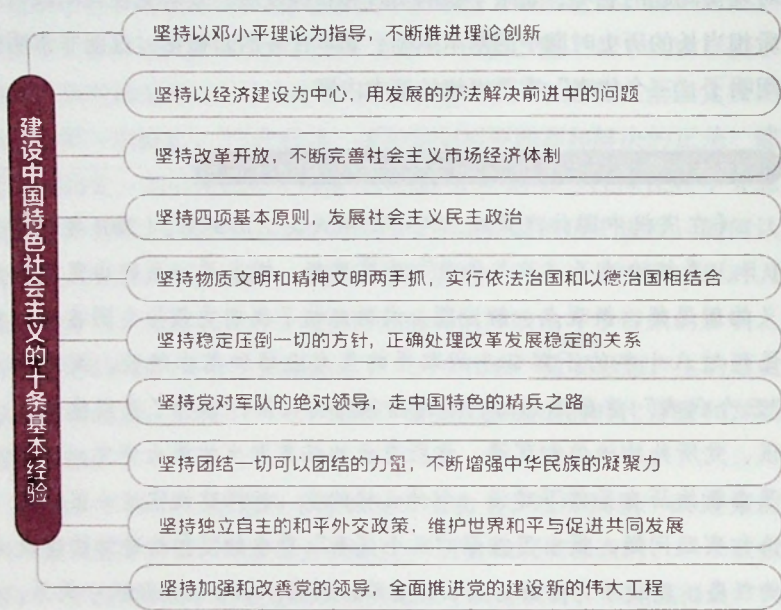 建设中国特色社会主义的十条基本经验
坚持以邓小平理论为指导，不断推进理论创新
坚持以经济建设为中心，用发展的办法解决前进中的问题
坚持改革开放，不断完善社会主义市场经济体制
坚持四项基本原则，发展社会主义民主政治
坚持物质文明和精神文明两手抓，实行依法治国和以德治国相结合
坚持稳定压倒一切的方针，正确处理改革发展稳定的关系
坚持党对军队的绝对领导，走中国特色的精兵之路
坚持团结一切可以团结的力量，不断增强中华民族的凝聚力
坚持独立自主的和平外交政策，维护世界和平与促进共同发展
坚持加强和改善党的领导，全面推进党的建设新的伟大工程